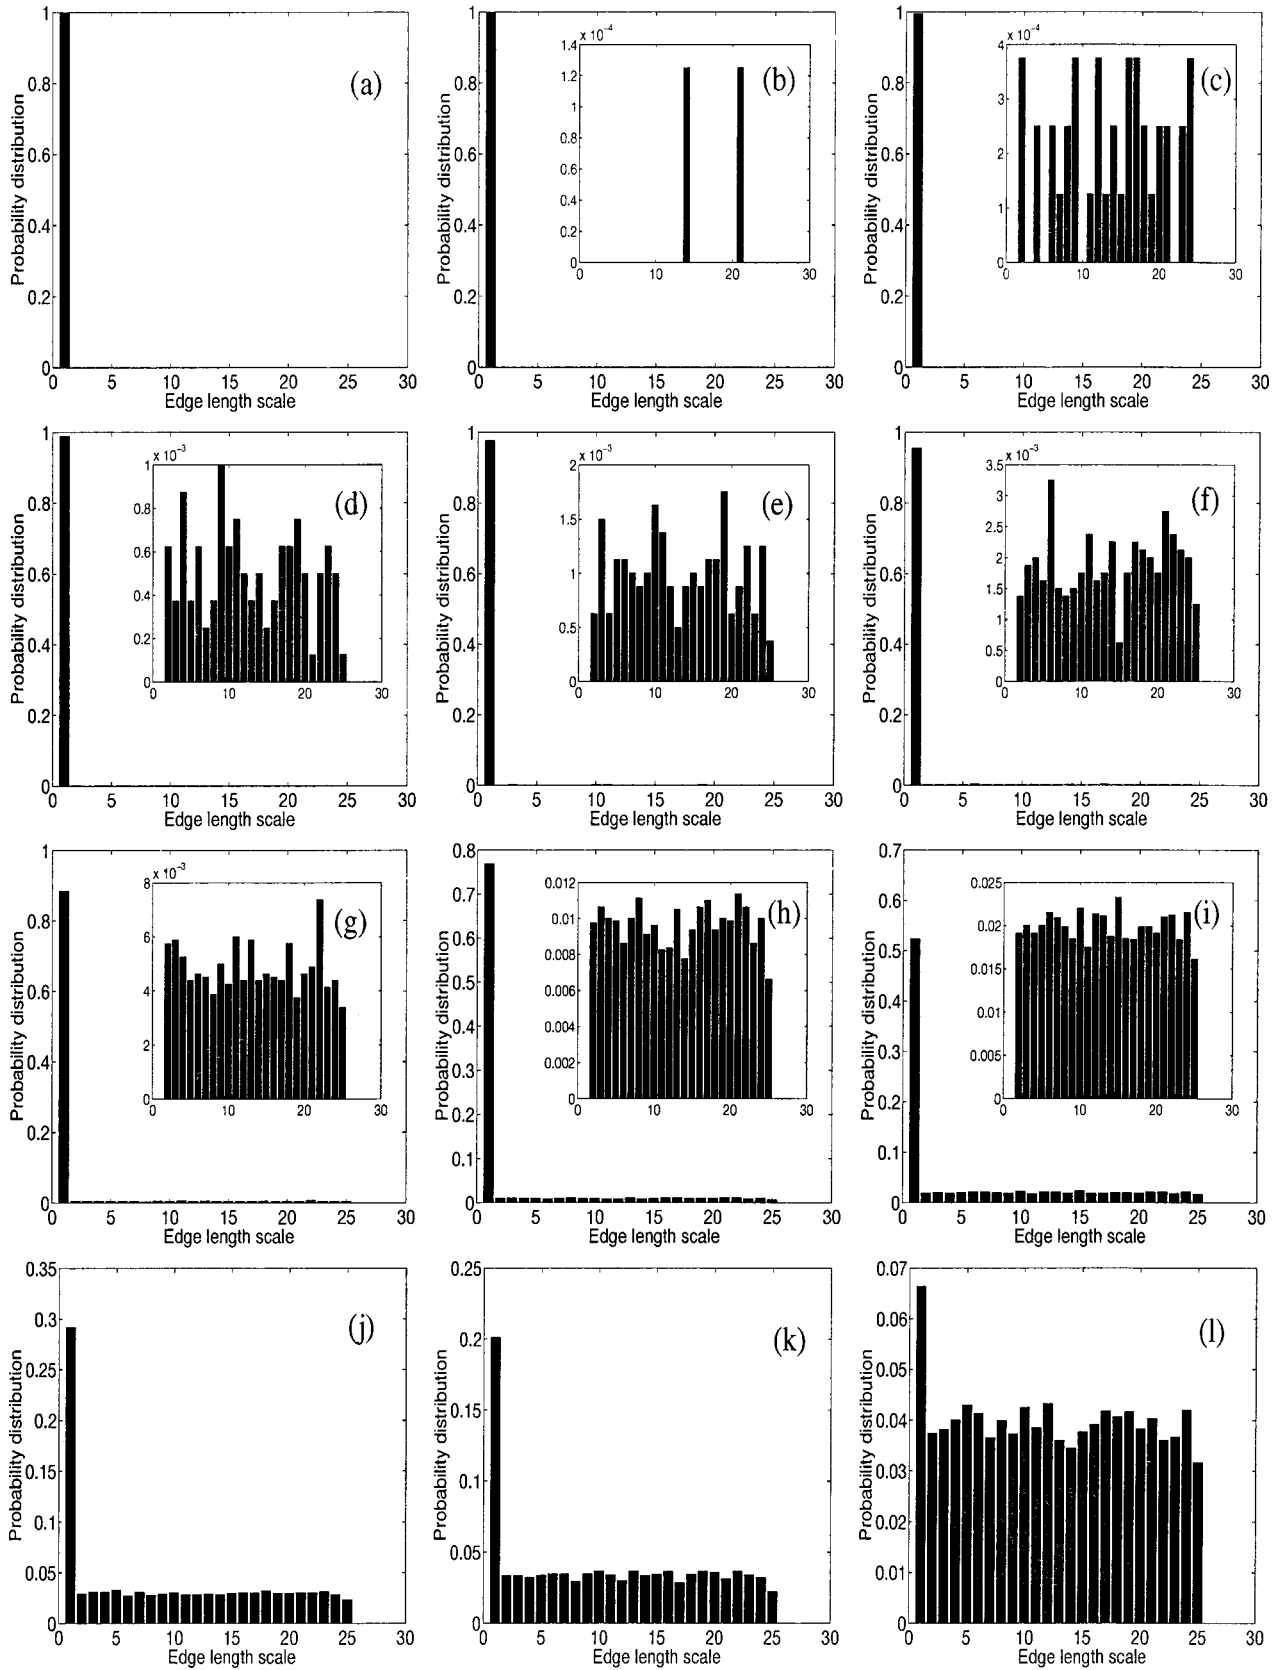 (a)
Probability distribution
1
0.8
0.6
0.4
0.2
0
0 5 10 15 20 25 30
Edge length scale
(b)
Probability distribution
1
0.8
0.6
0.4
0.2
0
0 5 10 15 20 25 30
Edge length scale
x 10⁻⁴
1.4
1.2
1
0.8
0.6
0.4
0.2
0
0 10 20 30
(c)
Probability distribution
1
0.8
0.6
0.4
0.2
0
0 5 10 15 20 25 30
Edge length scale
x 10⁻⁴
4
3
2
1
0
0 10 20 30
(d)
Probability distribution
1
0.8
0.6
0.4
0.2
0
0 5 10 15 20 25 30
Edge length scale
x 10⁻³
1
0.8
0.6
0.4
0.2
0
0 10 20 30
(e)
Probability distribution
1
0.8
0.6
0.4
0.2
0
0 5 10 15 20 25 30
Edge length scale
x 10⁻³
2
1.5
1
0.5
0
0 10 20 30
(f)
Probability distribution
1
0.8
0.6
0.4
0.2
0
0 5 10 15 20 25 30
Edge length scale
x 10⁻³
3.5
3
2.5
2
1.5
1
0.5
0
0 10 20 30
(g)
Probability distribution
1
0.8
0.6
0.4
0.2
0
0 5 10 15 20 25 30
Edge length scale
x 10⁻³
8
6
4
2
0
0 10 20 30
(h)
Probability distribution
0.8
0.7
0.6
0.5
0.4
0.3
0.2
0.1
0
0 5 10 15 20 25 30
Edge length scale
0.012
0.010
0.008
0.006
0.004
0.002
0
0 10 20 30
(i)
Probability distribution
0.7
0.6
0.5
0.4
0.3
0.2
0.1
0
0 5 10 15 20 25 30
Edge length scale
0.025
0.02
0.015
0.01
0.005
0
0 10 20 30
(j)
Probability distribution
0.35
0.3
0.25
0.2
0.15
0.1
0.05
0
0 5 10 15 20 25 30
Edge length scale
(k)
Probability distribution
0.25
0.2
0.15
0.1
0.05
0
0 5 10 15 20 25 30
Edge length scale
(l)
Probability distribution
0.07
0.06
0.05
0.04
0.03
0.02
0.01
0
0 5 10 15 20 25 30
Edge length scale